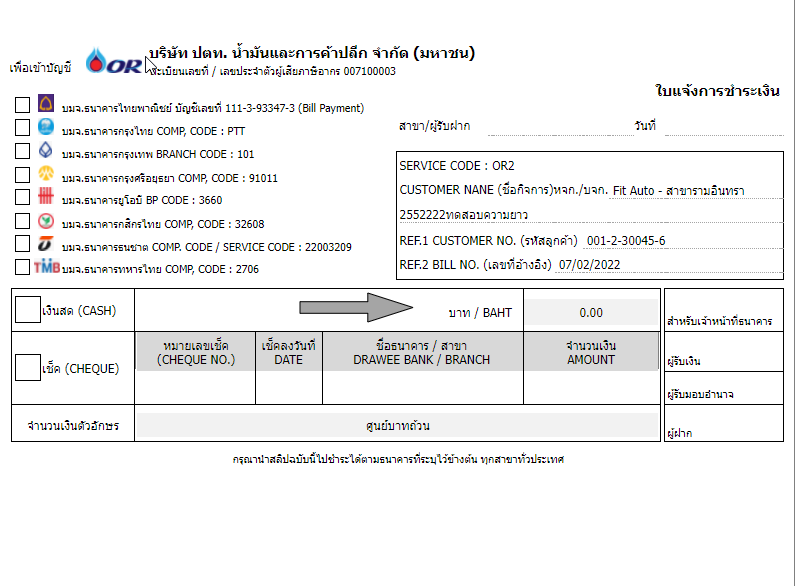 บริษัท ปตท. น้ำมันและการค้าปลีก จำกัด (มหาชน)
เพื่อเข้าบัญชี
OR
ทะเบียนเลขที่ / เลขประจำตัวผู้เสียภาษีอากร 007100003
ใบแจ้งการชำระเงิน
บมจ.ธนาคารไทยพาณิชย์ บัญชีเลขที่ 111-3-93347-3 (Bill Payment)
บมจ.ธนาคารกรุงไทย COMP, CODE : PTT
บมจ.ธนาคารกรุงเทพ BRANCH CODE : 101
บมจ.ธนาคารกรุงศรีอยุธยา COMP, CODE : 91011
บมจ.ธนาคารยูโอบี BP CODE : 3660
บมจ.ธนาคารกสิกรไทย COMP, CODE : 32608
บมจ.ธนาคารธนชาต COMP. CODE / SERVICE CODE : 22003209
TMB บมจ.ธนาคารทหารไทย COMP, CODE : 2706
สาขา/ผู้รับฝาก วันที่
SERVICE CODE : OR2
CUSTOMER NANE (ชื่อกิจการ)หจก./บจก. Fit Auto - สาขารามอินทรา
2552222ทดสอบความยาว
REF.1 CUSTOMER NO. (รหัสลูกค้า) 001-2-30045-6
REF.2 BILL NO. (เลขที่อ้างอิง) 07/02/2022
เงินสด (CASH) บาท / BAHT 0.00
สำหรับเจ้าหน้าที่ธนาคาร
หมายเลขเช็ค เช็คลงวันที่ ชื่อธนาคาร / สาขา จำนวนเงิน
(CHEQUE NO.) DATE DRAWEE BANK / BRANCH AMOUNT
เช็ค (CHEQUE)
ผู้รับเงิน
ผู้รับมอบอำนาจ
จำนวนเงินตัวอักษร ศูนย์บาทถ้วน
ผู้ฝาก
กรุณานำสลิปฉบับนี้ไปชำระได้ตามธนาคารที่ระบุไว้ข้างต้น ทุกสาขาทั่วประเทศ